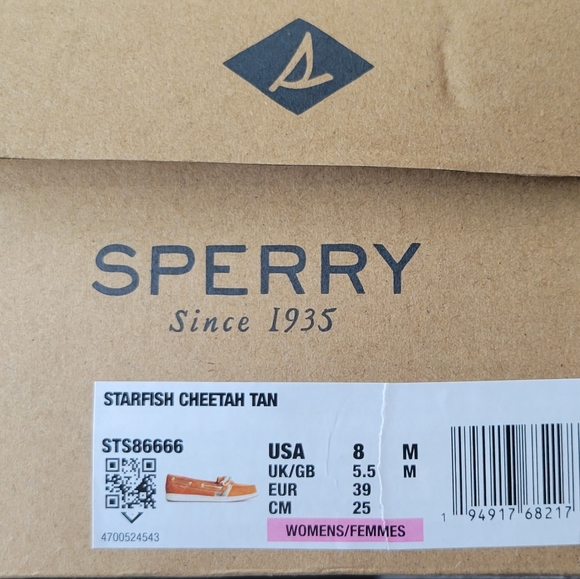 SPERRY
Since 1935
STARFISH CHEETAH TAN
STS86666
USA 8 M
UK/GB 5.5 M
EUR 39
CM 25
WOMENS/FEMMES
4700524543
1 94917 68217